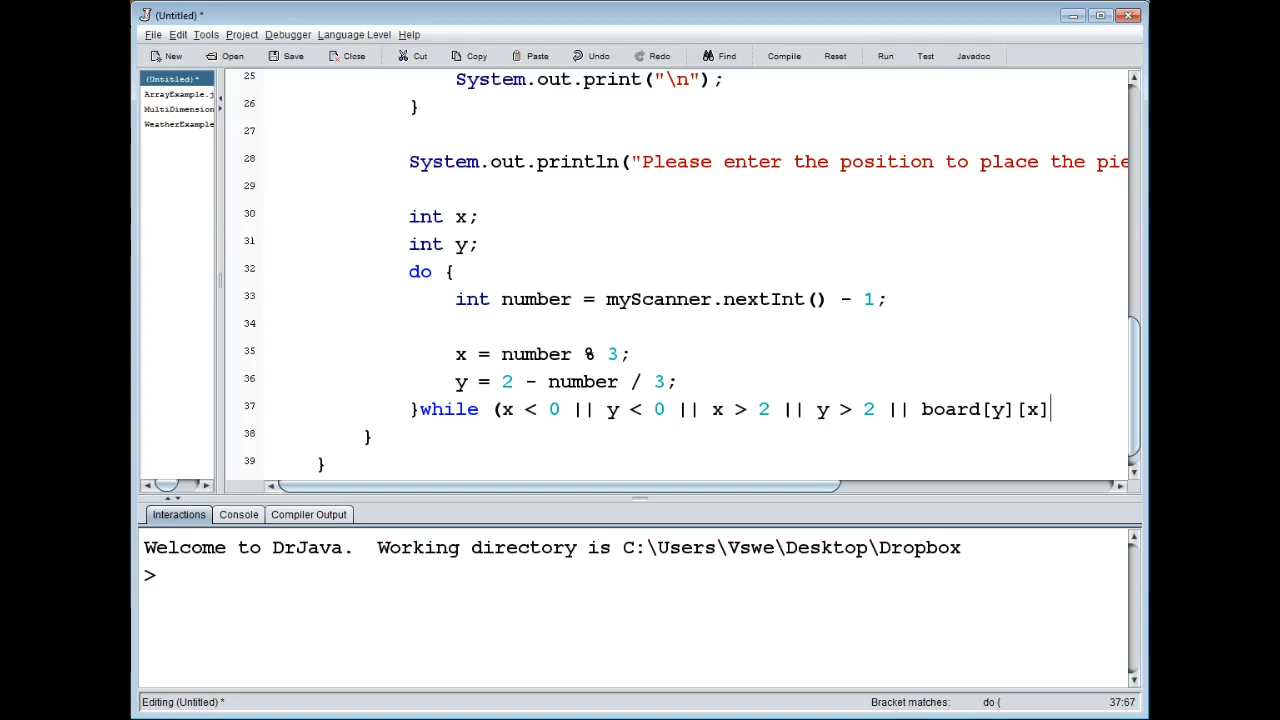 (Untitled) *
File Edit Tools Project Debugger Language Level Help
New Open Save Close Cut Copy Paste Undo Redo Find Compile Reset Run Test Javadoc
(Untitled) *
ArrayExample.j
MultiDimension
WeatherExample
25 System.out.print("\n");
26 }
27
28 System.out.println("Please enter the position to place the pie
29
30 int x;
31 int y;
32 do {
33 int number = myScanner.nextInt() - 1;
34
35 x = number % 3;
36 y = 2 - number / 3;
37 }while (x < 0 || y < 0 || x > 2 || y > 2 || board[y][x]
38 }
39 }
Interactions Console Compiler Output
Welcome to DrJava.  Working directory is C:\Users\Vswe\Desktop\Dropbox
>
Editing (Untitled) * Bracket matches: do { 37:67